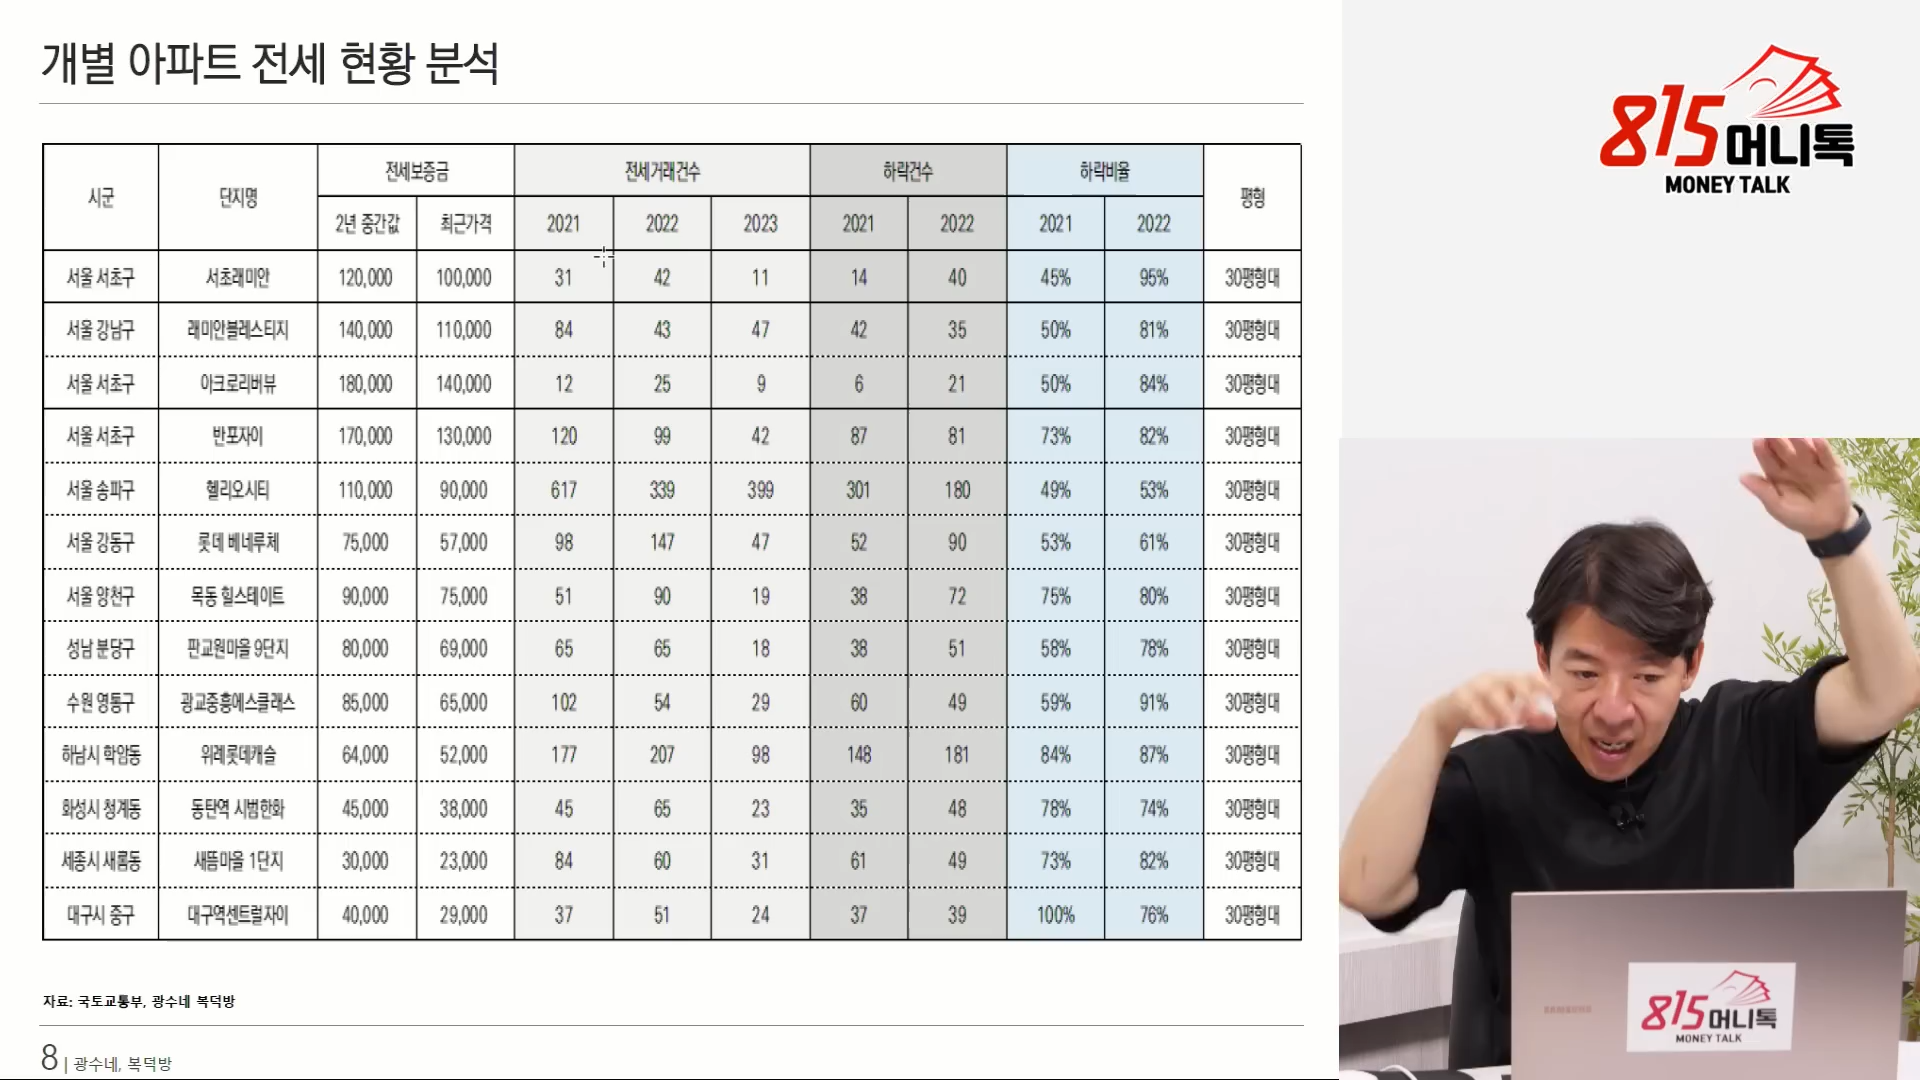 개별 아파트 전세 현황 분석
시군 단지명 전세보증금 전세거래건수 하락건수 하락비율 평형
2년 중간값 최근가격 2021 2022 2023 2021 2022 2021 2022
서울 서초구 서초래미안 120,000 100,000 31 42 11 14 40 45% 95% 30평형대
서울 강남구 래미안블레스티지 140,000 110,000 84 43 47 42 35 50% 81% 30평형대
서울 서초구 아크로리버뷰 180,000 140,000 12 25 9 6 21 50% 84% 30평형대
서울 서초구 반포자이 170,000 130,000 120 99 42 87 81 73% 82% 30평형대
서울 송파구 헬리오시티 110,000 90,000 617 339 399 301 180 49% 53% 30평형대
서울 강동구 롯데 베네루체 75,000 57,000 98 147 47 52 90 53% 61% 30평형대
서울 양천구 목동 힐스테이트 90,000 75,000 51 90 19 38 72 75% 80% 30평형대
성남 분당구 판교원마을 9단지 80,000 69,000 65 65 18 38 51 58% 78% 30평형대
수원 영통구 광교중흥에스클래스 85,000 65,000 102 54 29 60 49 59% 91% 30평형대
하남시 학암동 위례롯데캐슬 64,000 52,000 177 207 98 148 181 84% 87% 30평형대
화성시 청계동 동탄역 시범한화 45,000 38,000 45 65 23 35 48 78% 74% 30평형대
세종시 새롬동 새뜸마을 1단지 30,000 23,000 84 60 31 61 49 73% 82% 30평형대
대구시 중구 대구역센트럴자이 40,000 29,000 37 51 24 37 39 100% 76% 30평형대
자료: 국토교통부, 광수네 복덕방
8 | 광수네, 복덕방
815머니톡
MONEY TALK
SAMSUNG
815머니톡
MONEY TALK